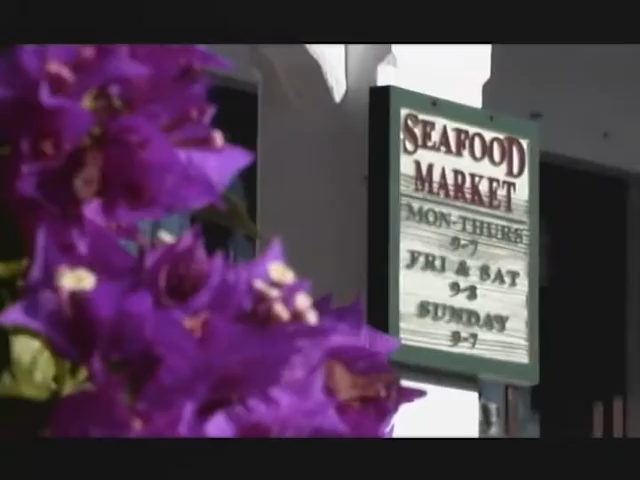 SEAFOOD
MARKET
MON-THURS
9-7
FRI & SAT
9-8
SUNDAY
9-7